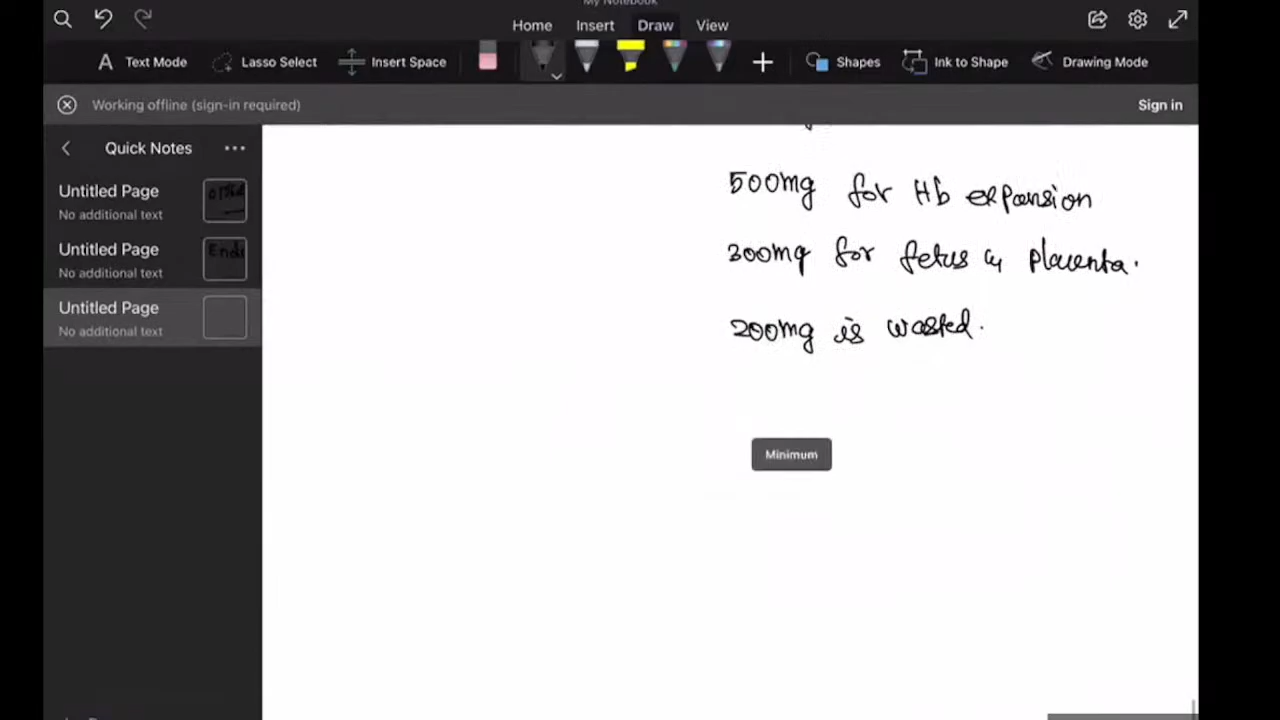 My Notebook
Home Insert Draw View
Text Mode Lasso Select Insert Space Shapes Ink to Shape Drawing Mode
Working offline (sign-in required) Sign in
Quick Notes
Untitled Page
No additional text
Untitled Page
No additional text
Untitled Page
No additional text
500mg for Hb expansion
300mg for fetus & placenta.
200mg is wasted.
Minimum